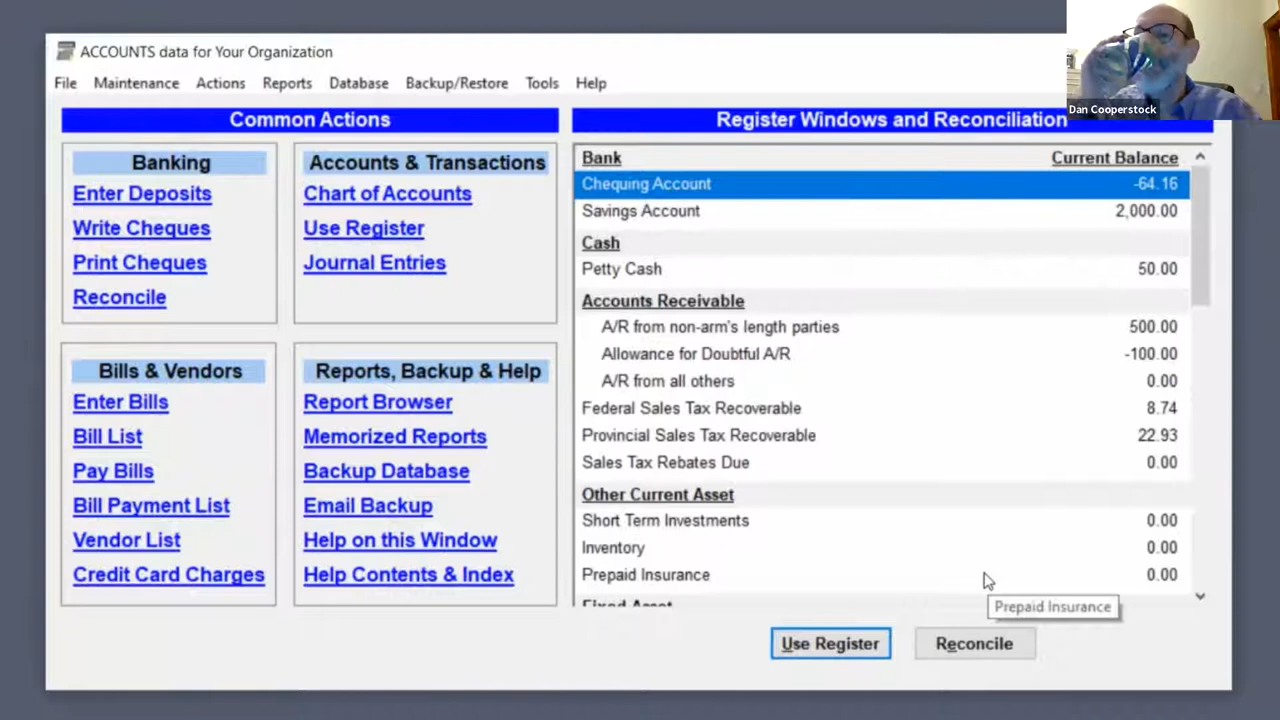 ACCOUNTS data for Your Organization
File Maintenance Actions Reports Database Backup/Restore Tools Help
Dan Cooperstock
Common Actions
Banking
Enter Deposits
Write Cheques
Print Cheques
Reconcile
Accounts & Transactions
Chart of Accounts
Use Register
Journal Entries
Bills & Vendors
Enter Bills
Bill List
Pay Bills
Bill Payment List
Vendor List
Credit Card Charges
Reports, Backup & Help
Report Browser
Memorized Reports
Backup Database
Email Backup
Help on this Window
Help Contents & Index
Register Windows and Reconciliation
Bank Current Balance
Chequing Account -64.16
Savings Account 2,000.00
Cash
Petty Cash 50.00
Accounts Receivable
A/R from non-arm's length parties 500.00
Allowance for Doubtful A/R -100.00
A/R from all others 0.00
Federal Sales Tax Recoverable 8.74
Provincial Sales Tax Recoverable 22.93
Sales Tax Rebates Due 0.00
Other Current Asset
Short Term Investments 0.00
Inventory 0.00
Prepaid Insurance 0.00
Fixed Asset
Prepaid Insurance
Use Register Reconcile